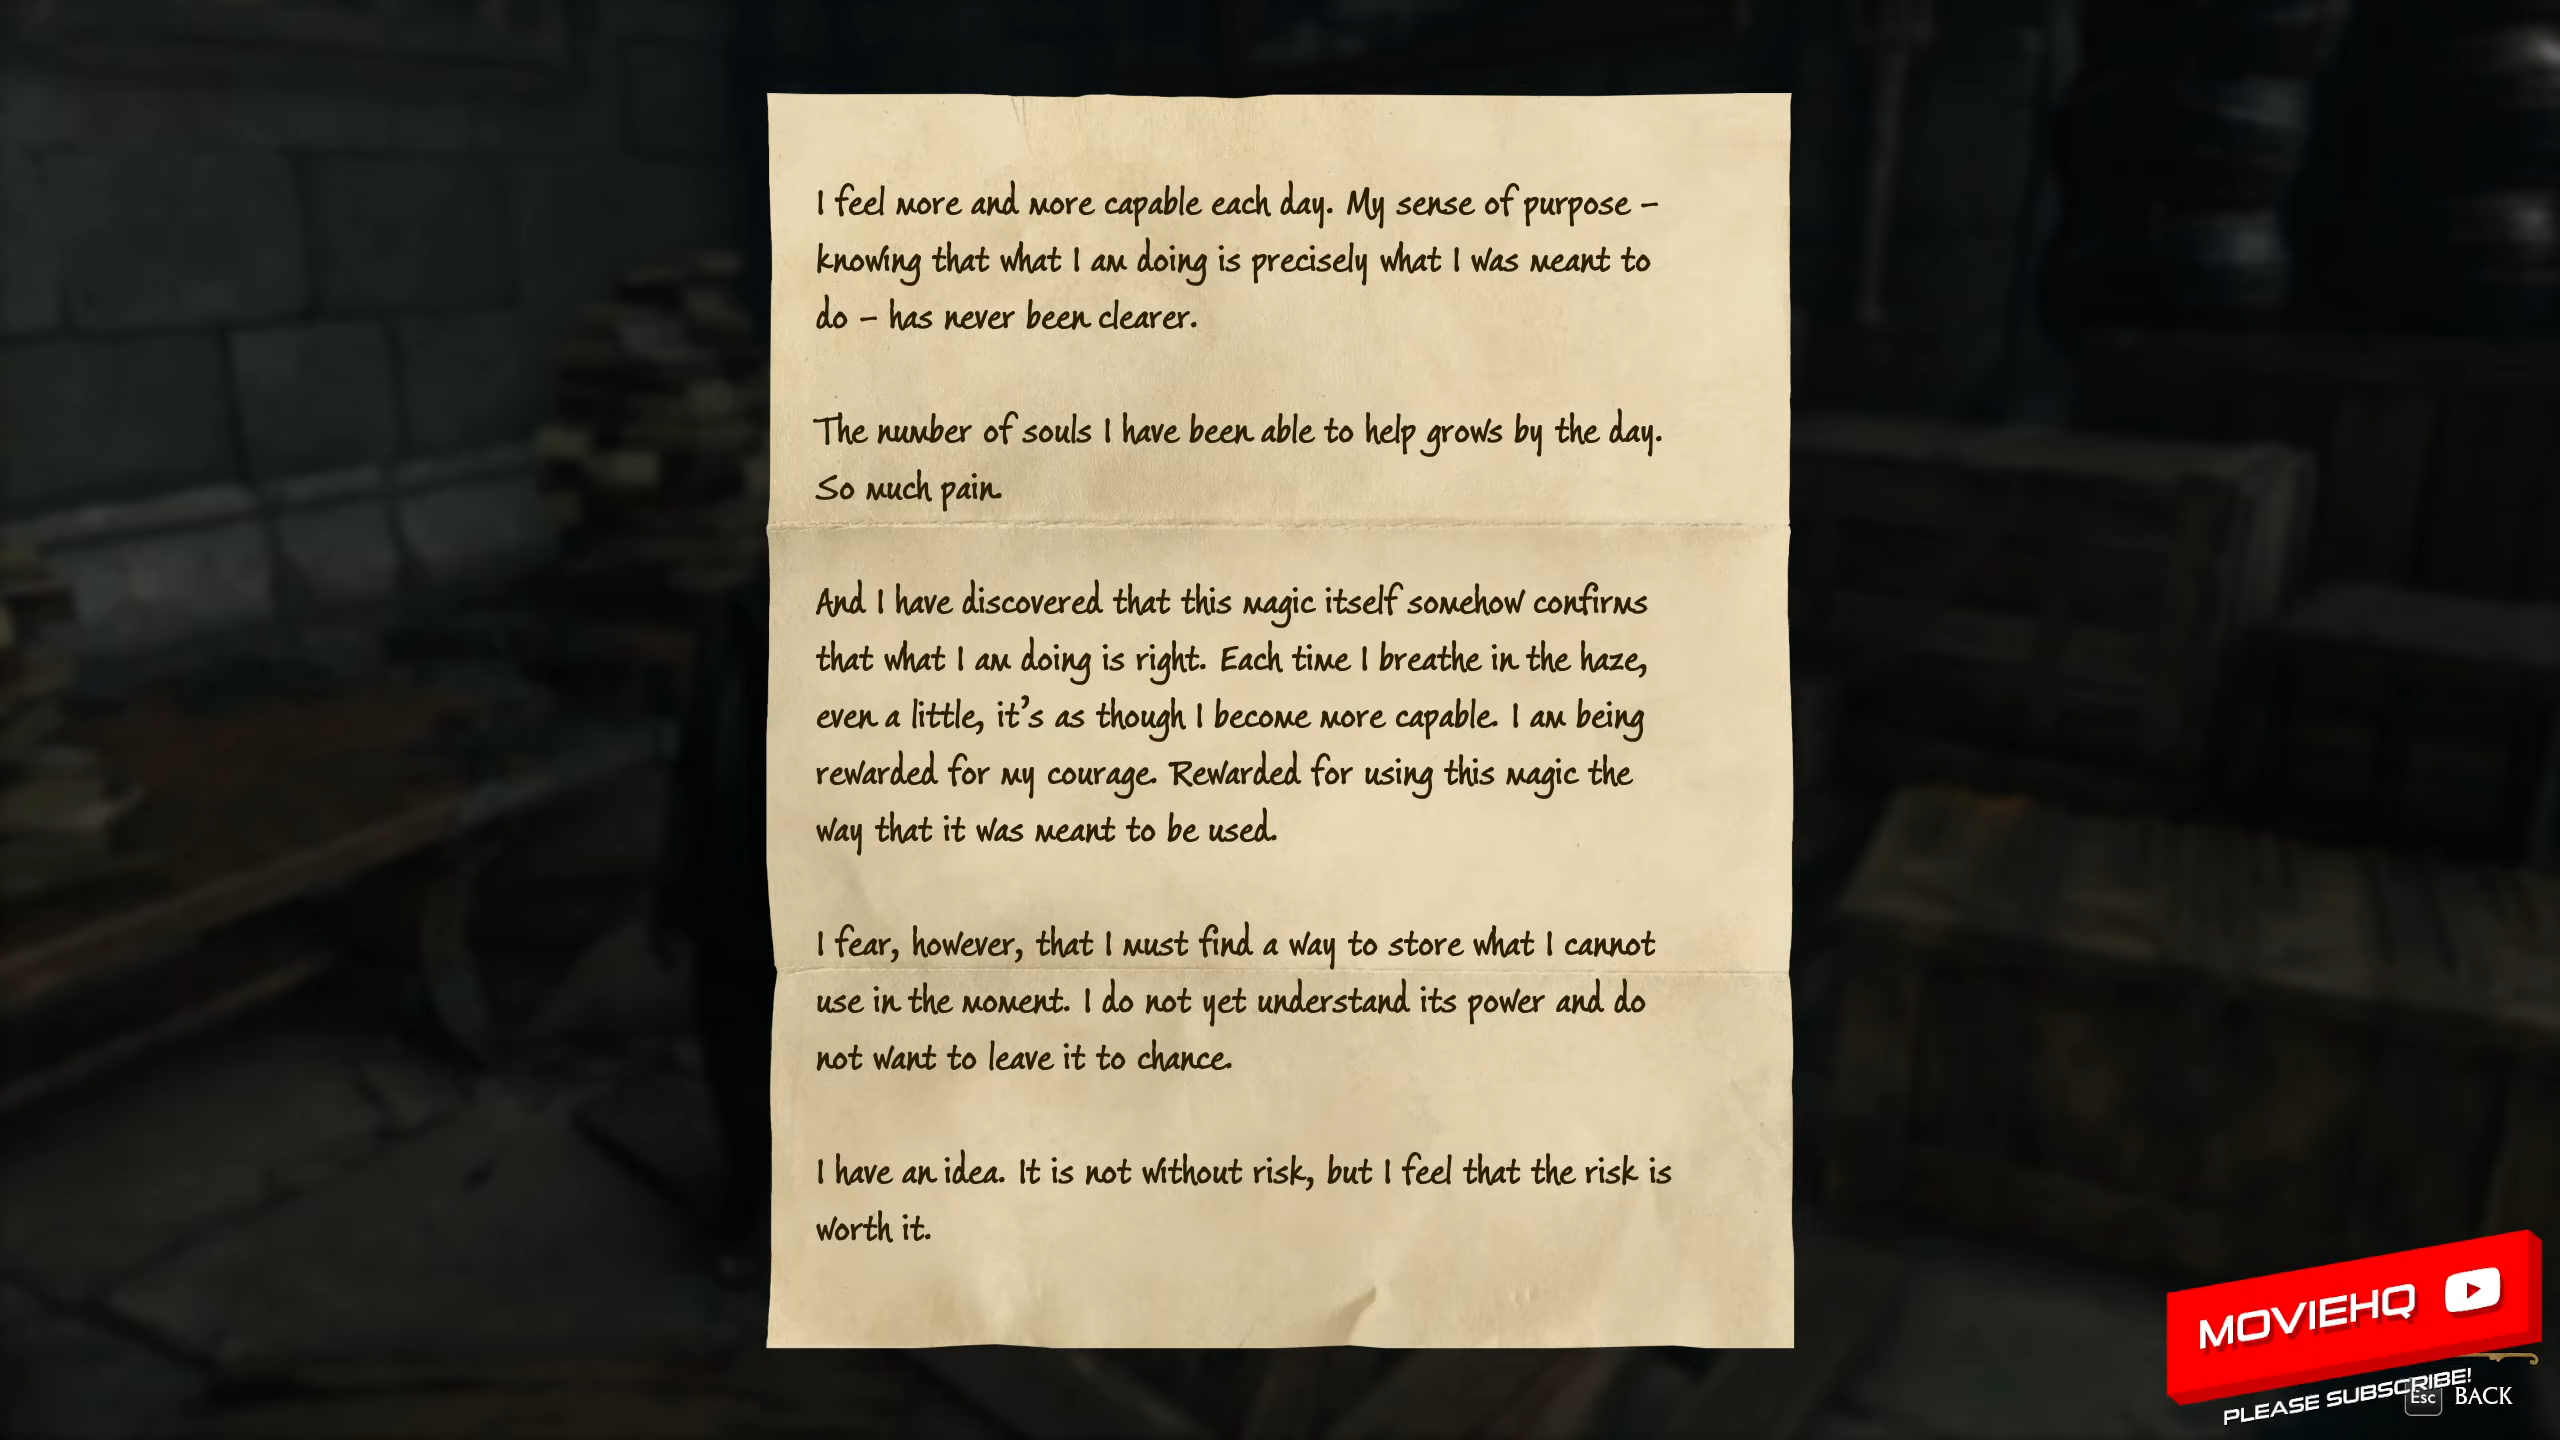 I feel more and more capable each day. My sense of purpose –
knowing that what I am doing is precisely what I was meant to
do – has never been clearer.
The number of souls I have been able to help grows by the day.
So much pain.
And I have discovered that this magic itself somehow confirms
that what I am doing is right. Each time I breathe in the haze,
even a little, it's as though I become more capable. I am being
rewarded for my courage. Rewarded for using this magic the
way that it was meant to be used.
I fear, however, that I must find a way to store what I cannot
use in the moment. I do not yet understand its power and do
not want to leave it to chance.
I have an idea. It is not without risk, but I feel that the risk is
worth it.
MOVIEHQ
PLEASE SUBSCRIBE!
Esc BACK